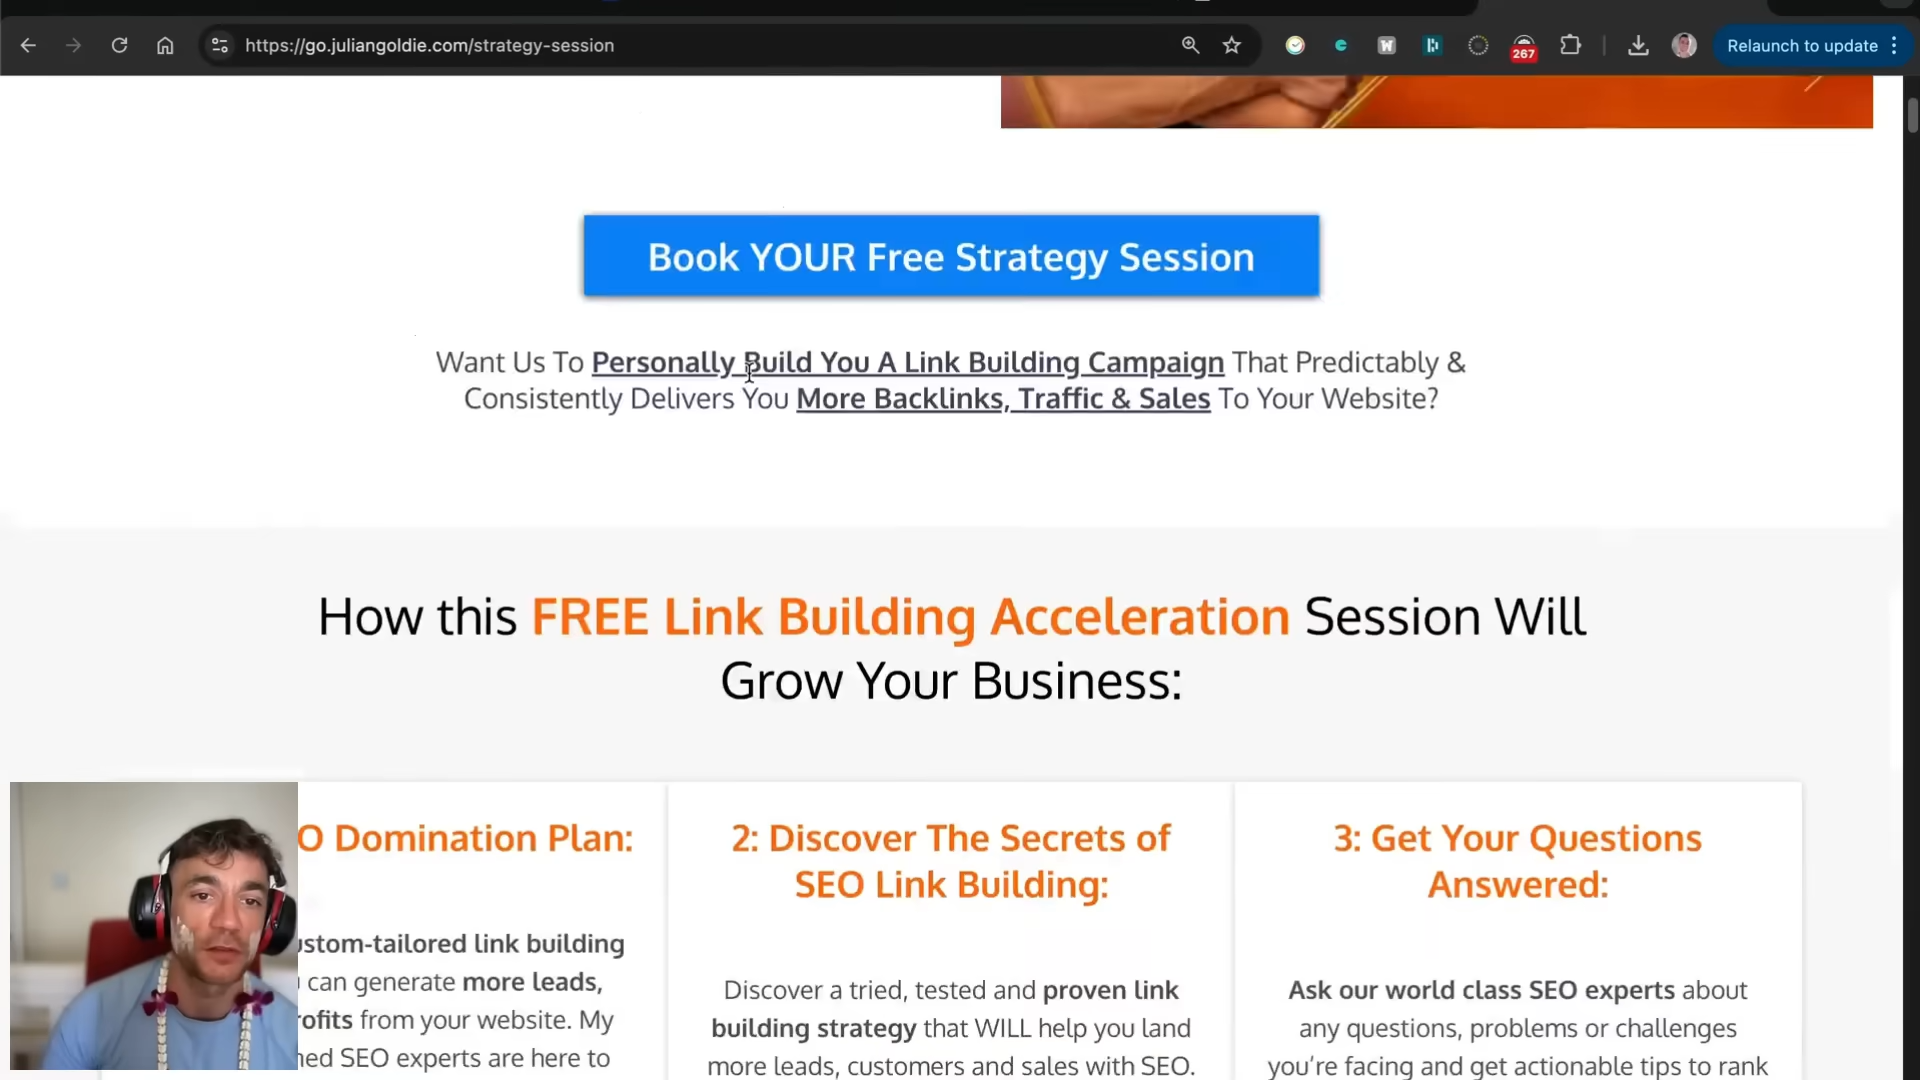 https://go.juliangoldie.com/strategy-session
267
Relaunch to update
Book YOUR Free Strategy Session
Want Us To Personally Build You A Link Building Campaign That Predictably &
Consistently Delivers You More Backlinks, Traffic & Sales To Your Website?
How this FREE Link Building Acceleration Session Will
Grow Your Business:
O Domination Plan:
ustom-tailored link building
can generate more leads,
rofits from your website. My
ned SEO experts are here to
2: Discover The Secrets of
SEO Link Building:
Discover a tried, tested and proven link
building strategy that WILL help you land
more leads, customers and sales with SEO.
3: Get Your Questions
Answered:
Ask our world class SEO experts about
any questions, problems or challenges
you're facing and get actionable tips to rank